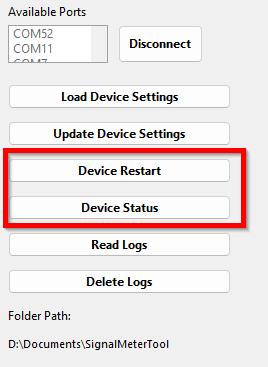 Available Ports
COM52
Disconnect
COM11
COM7
Load Device Settings
Update Device Settings
Device Restart
Device Status
Read Logs
Delete Logs
Folder Path:
D:\Documents\SignalMeterTool